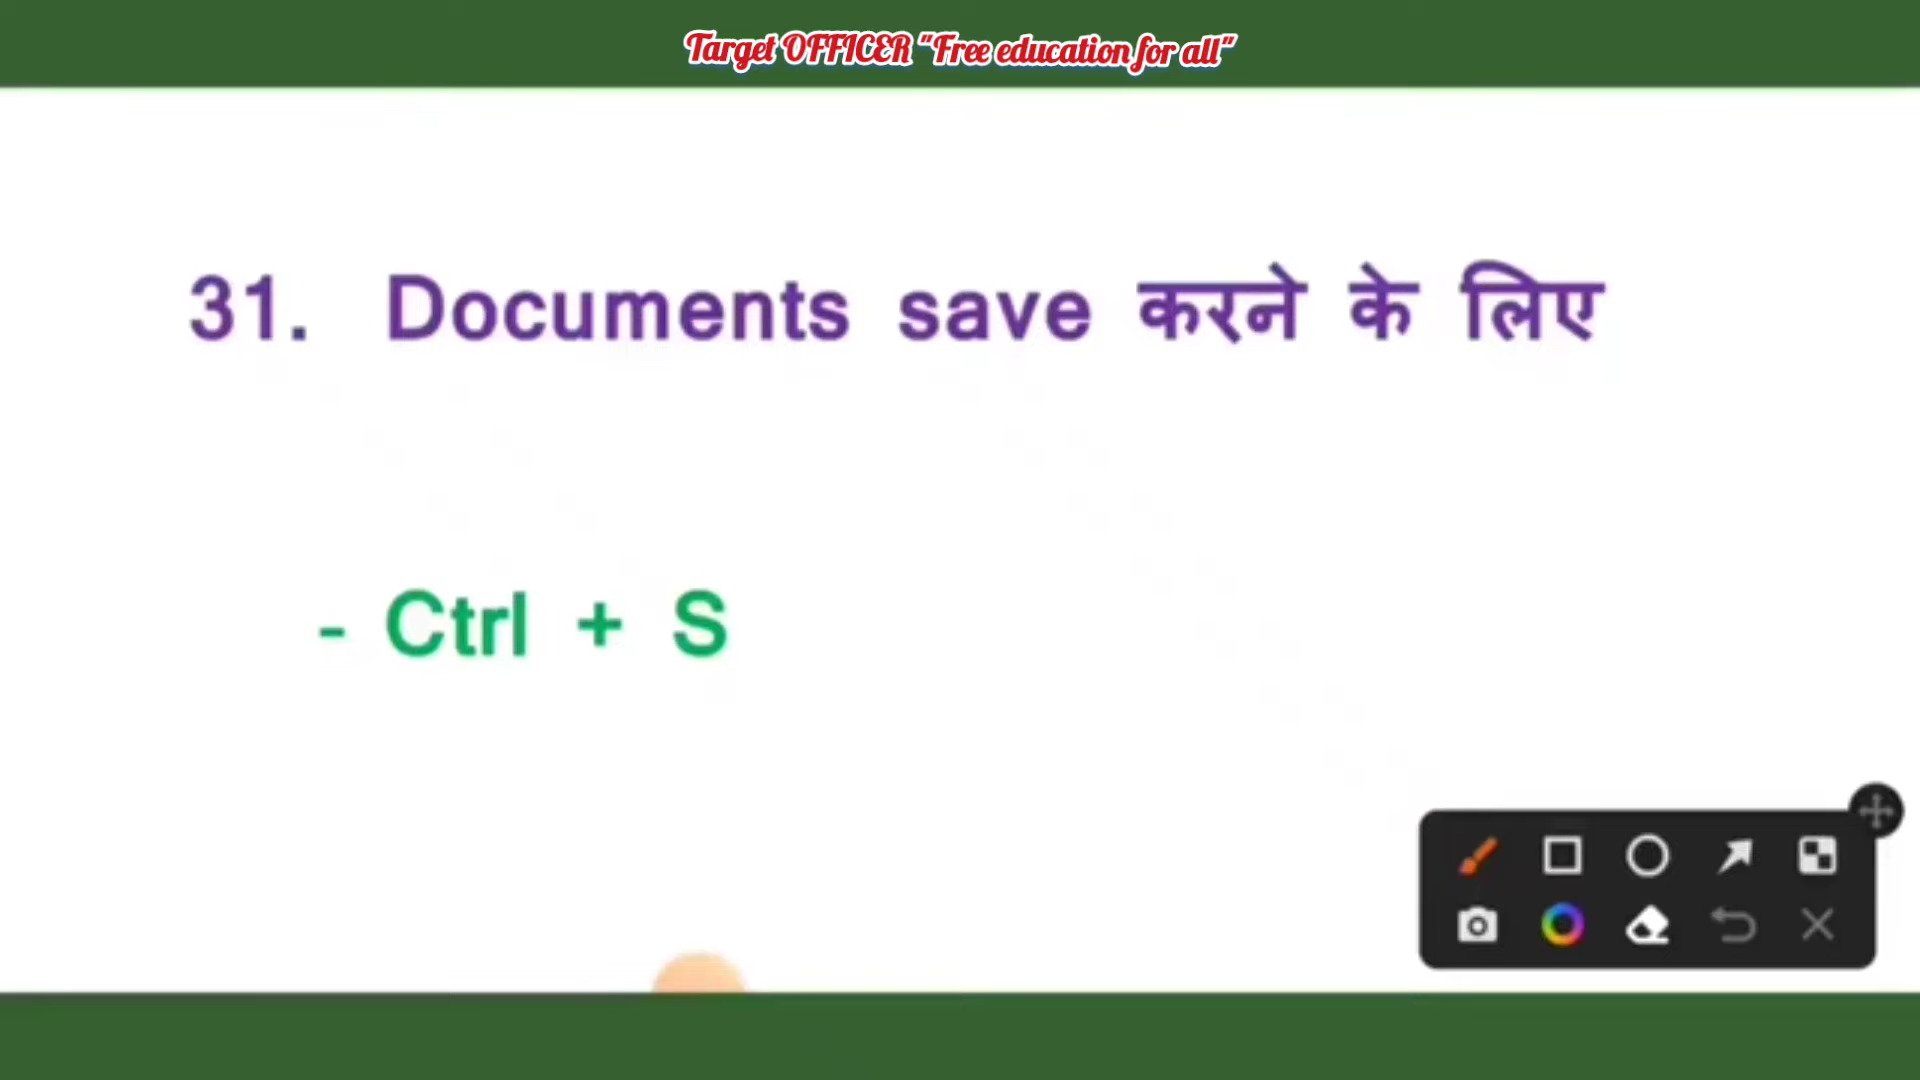 Target OFFICER "Free education for all"
31. Documents save करने के लिए
- Ctrl + S